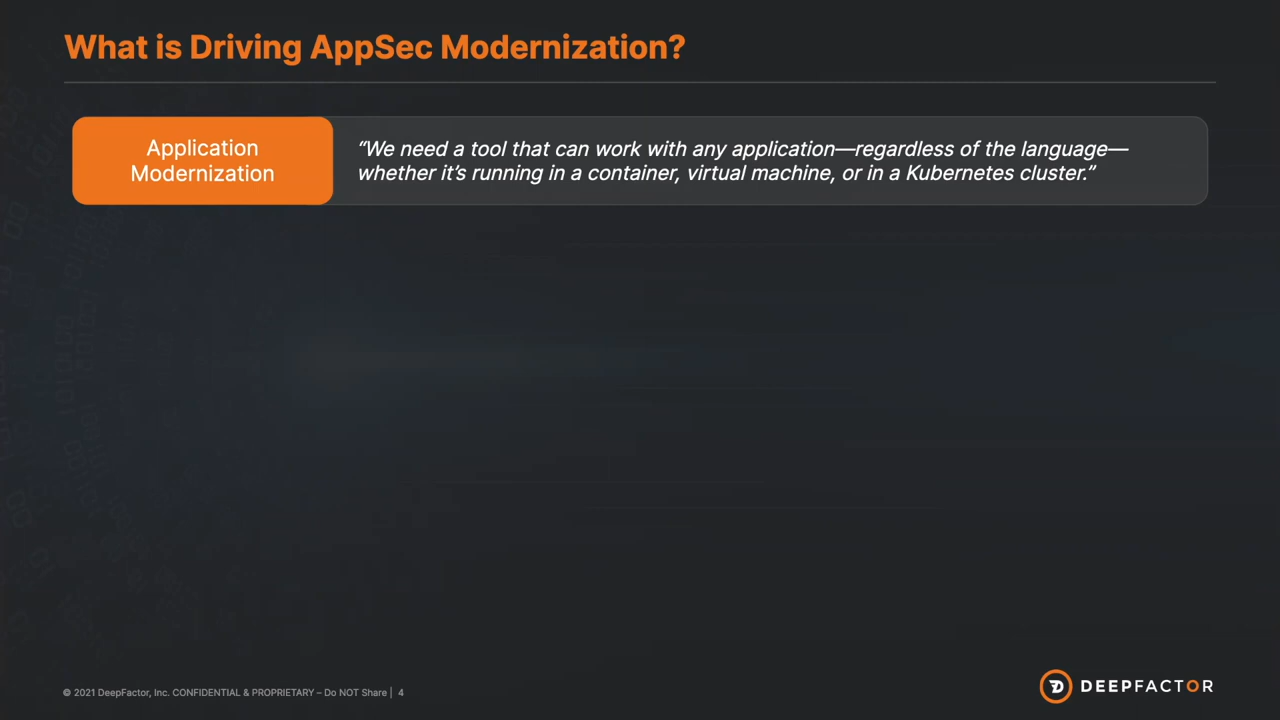 What is Driving AppSec Modernization?
Application
Modernization
“We need a tool that can work with any application—regardless of the language—
whether it’s running in a container, virtual machine, or in a Kubernetes cluster.”
© 2021 DeepFactor, Inc. CONFIDENTIAL & PROPRIETARY – Do NOT Share | 4
DEEPFACTOR